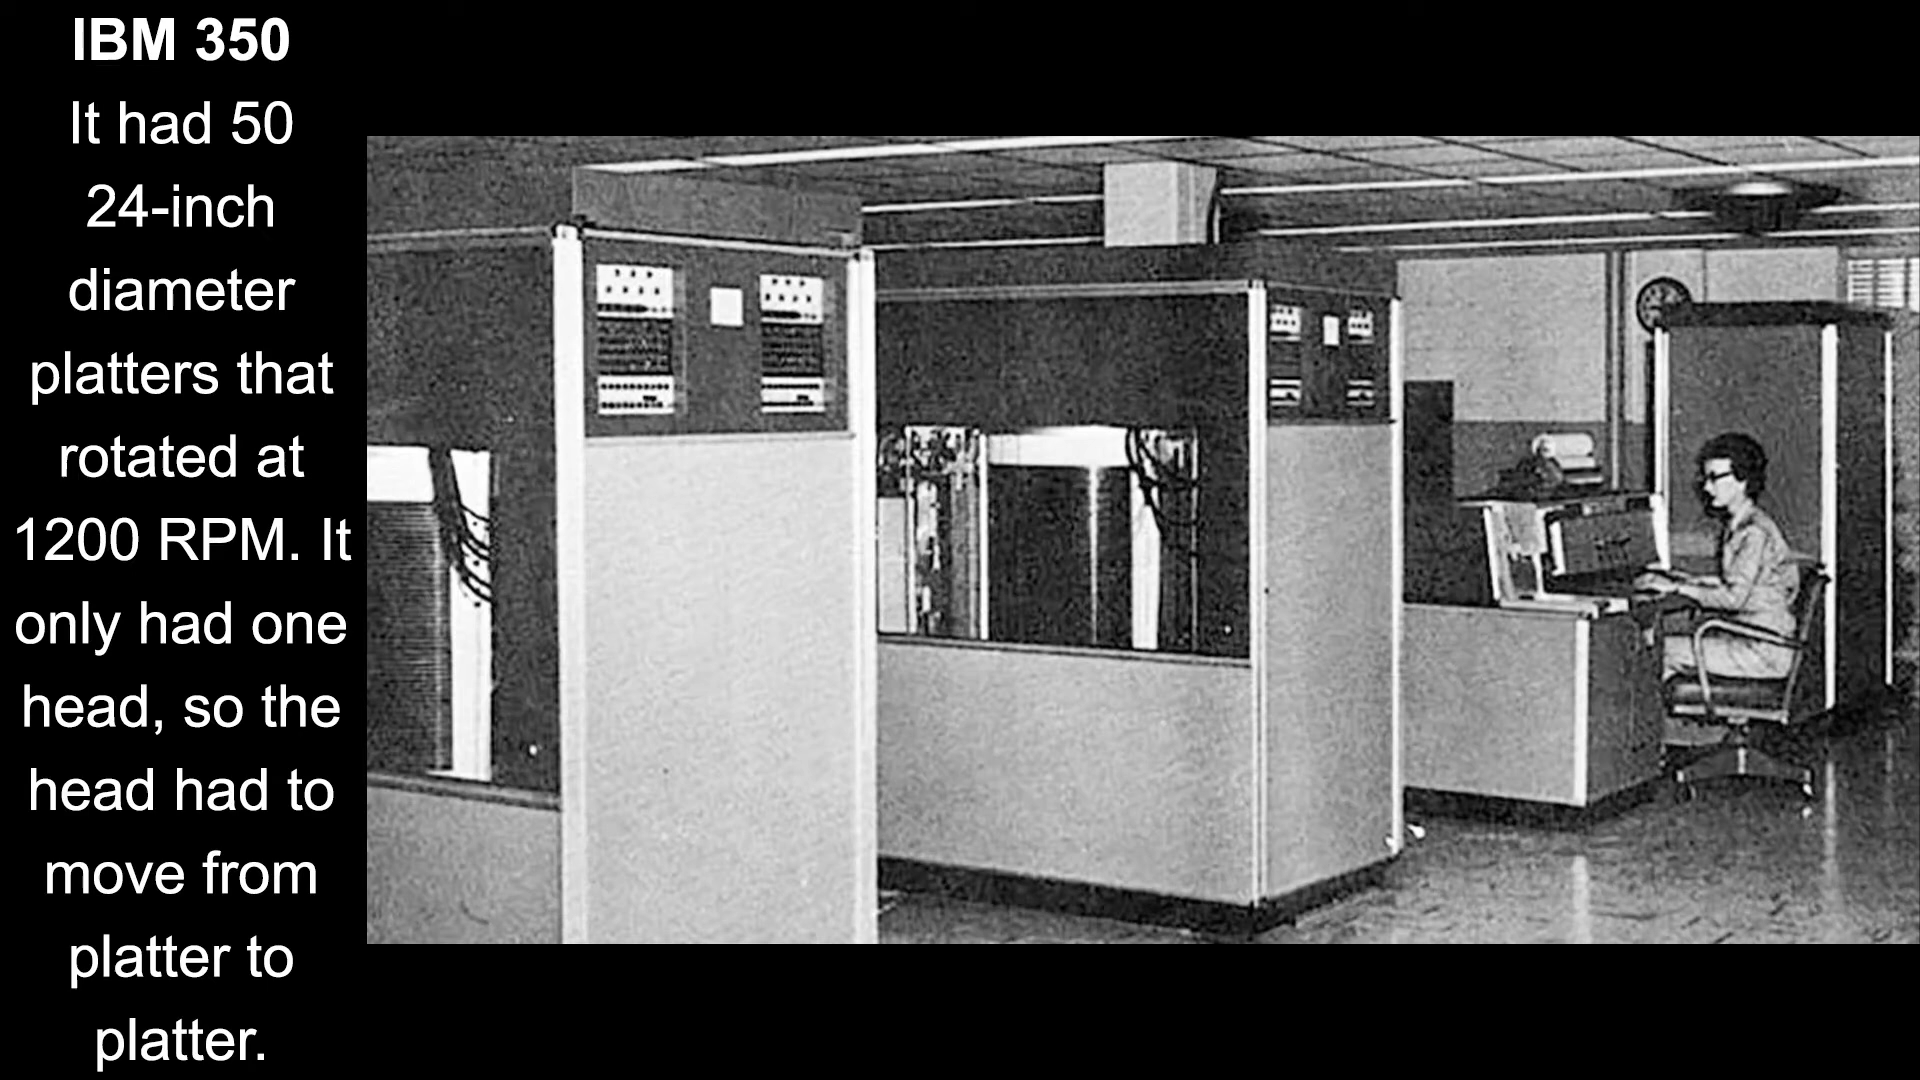 IBM 350
It had 50
24-inch
diameter
platters that
rotated at
1200 RPM. It
only had one
head, so the
head had to
move from
platter to
platter.